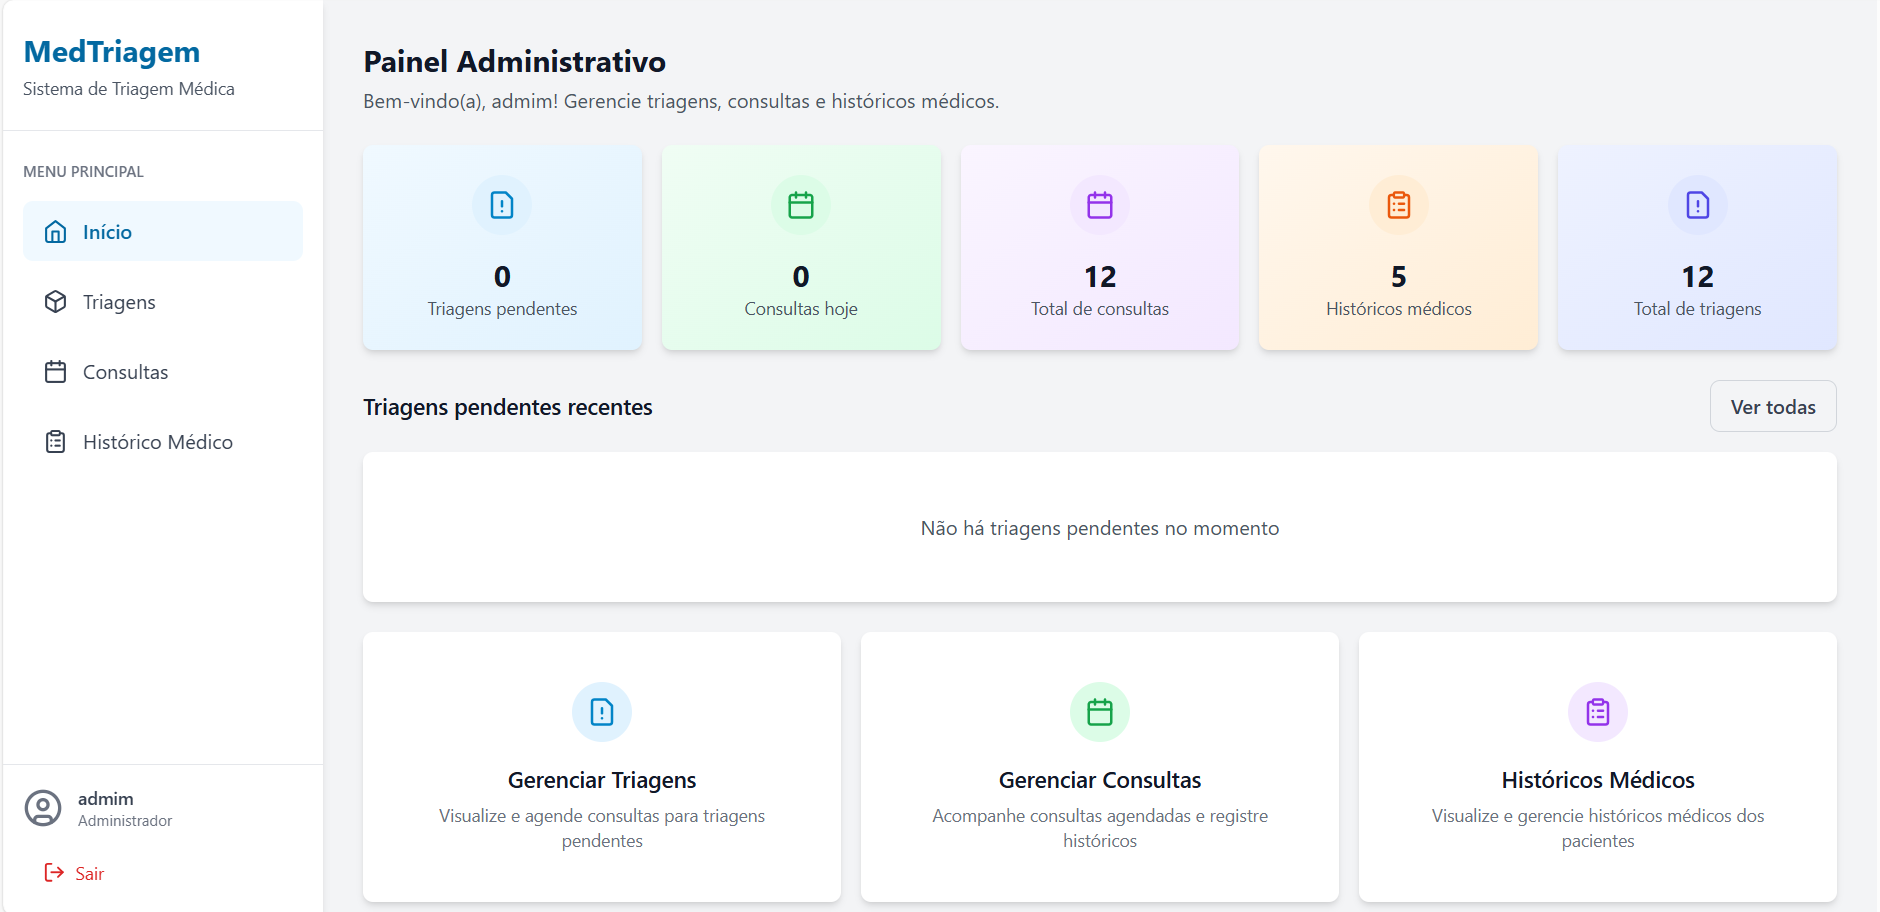 MedTriagem
Sistema de Triagem Médica
MENU PRINCIPAL
Início
Triagens
Consultas
Histórico Médico
admim
Administrador
Sair
Painel Administrativo
Bem-vindo(a), admim! Gerencie triagens, consultas e históricos médicos.
0
Triagens pendentes
0
Consultas hoje
12
Total de consultas
5
Históricos médicos
12
Total de triagens
Triagens pendentes recentes
Ver todas
Não há triagens pendentes no momento
Gerenciar Triagens
Visualize e agende consultas para triagens
pendentes
Gerenciar Consultas
Acompanhe consultas agendadas e registre
históricos
Históricos Médicos
Visualize e gerencie históricos médicos dos
pacientes